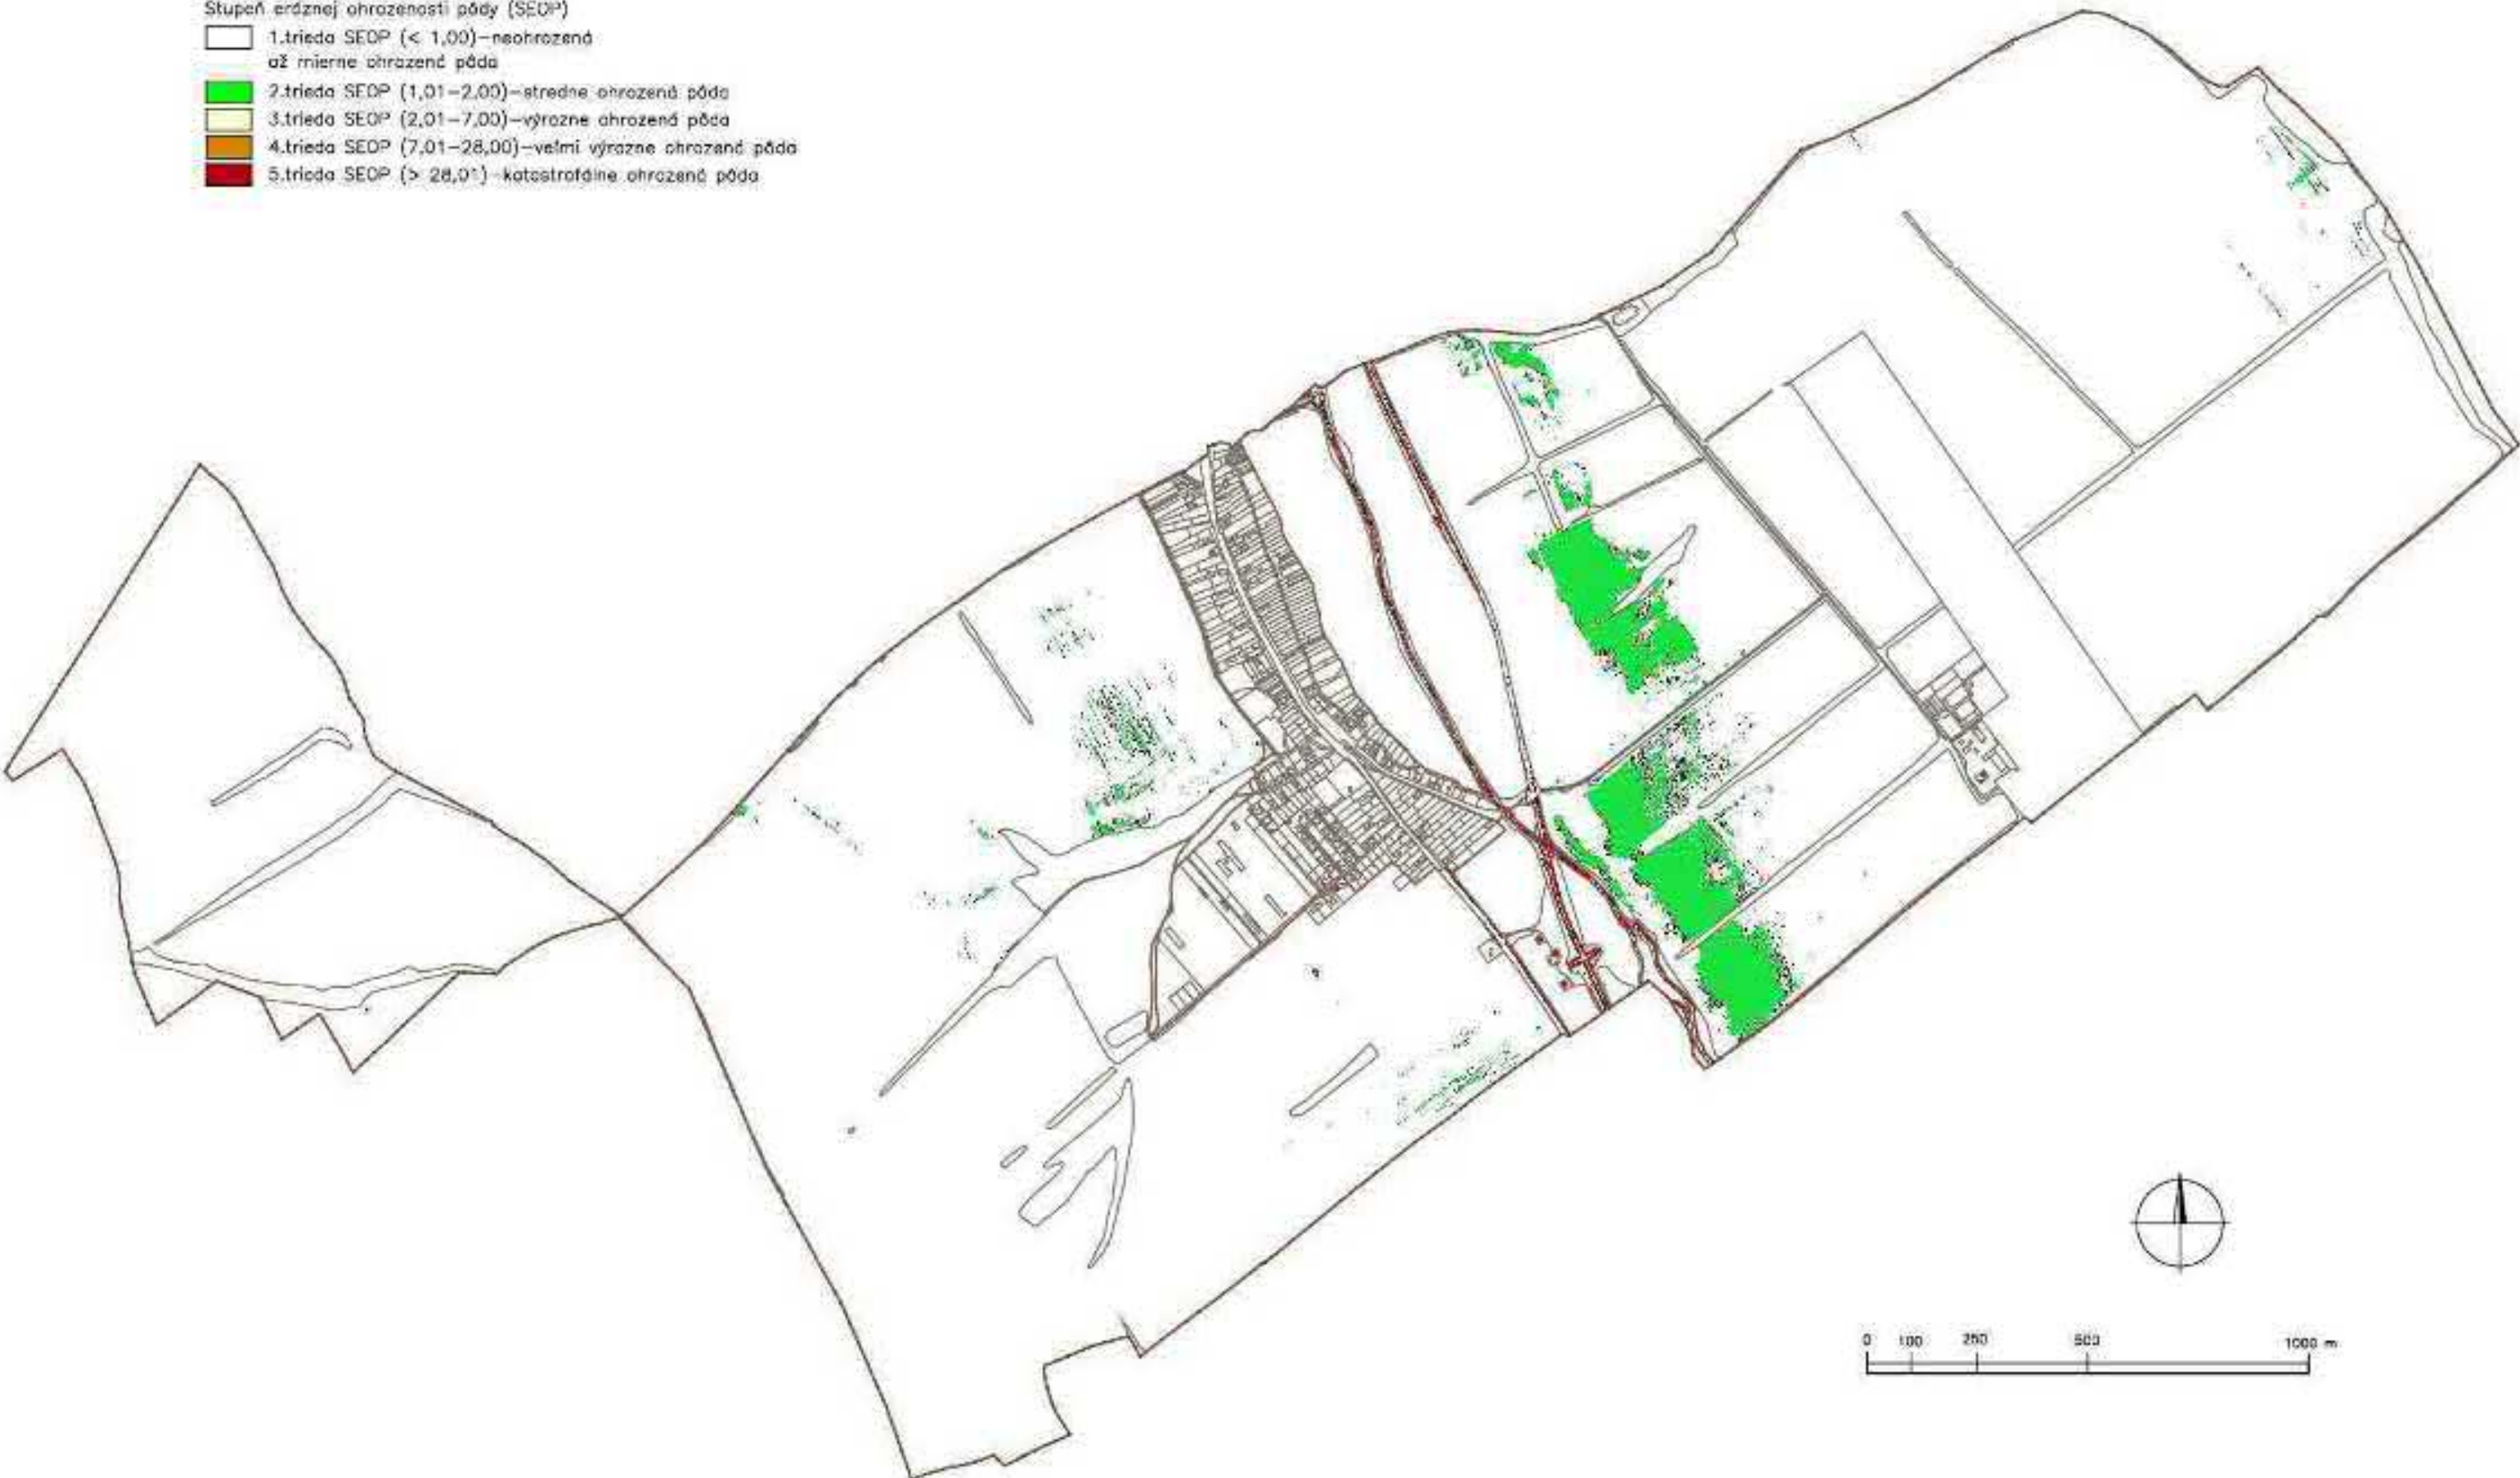 Stupeň eróznej ohrozenosti pôdy (SEOP)
1.trieda SEOP (< 1,00)–neohrozená
až mierne ohrozená pôda
2.trieda SEOP (1,01–2,00)–stredne ohrozená pôda
3.trieda SEOP (2,01–7,00)–výrazne ohrozená pôda
4.trieda SEOP (7,01–28,00)–veľmi výrazne ohrozená pôda
5.trieda SEOP (> 28,01)–katastrofálne ohrozená pôda
0 100 250 500 1000 m